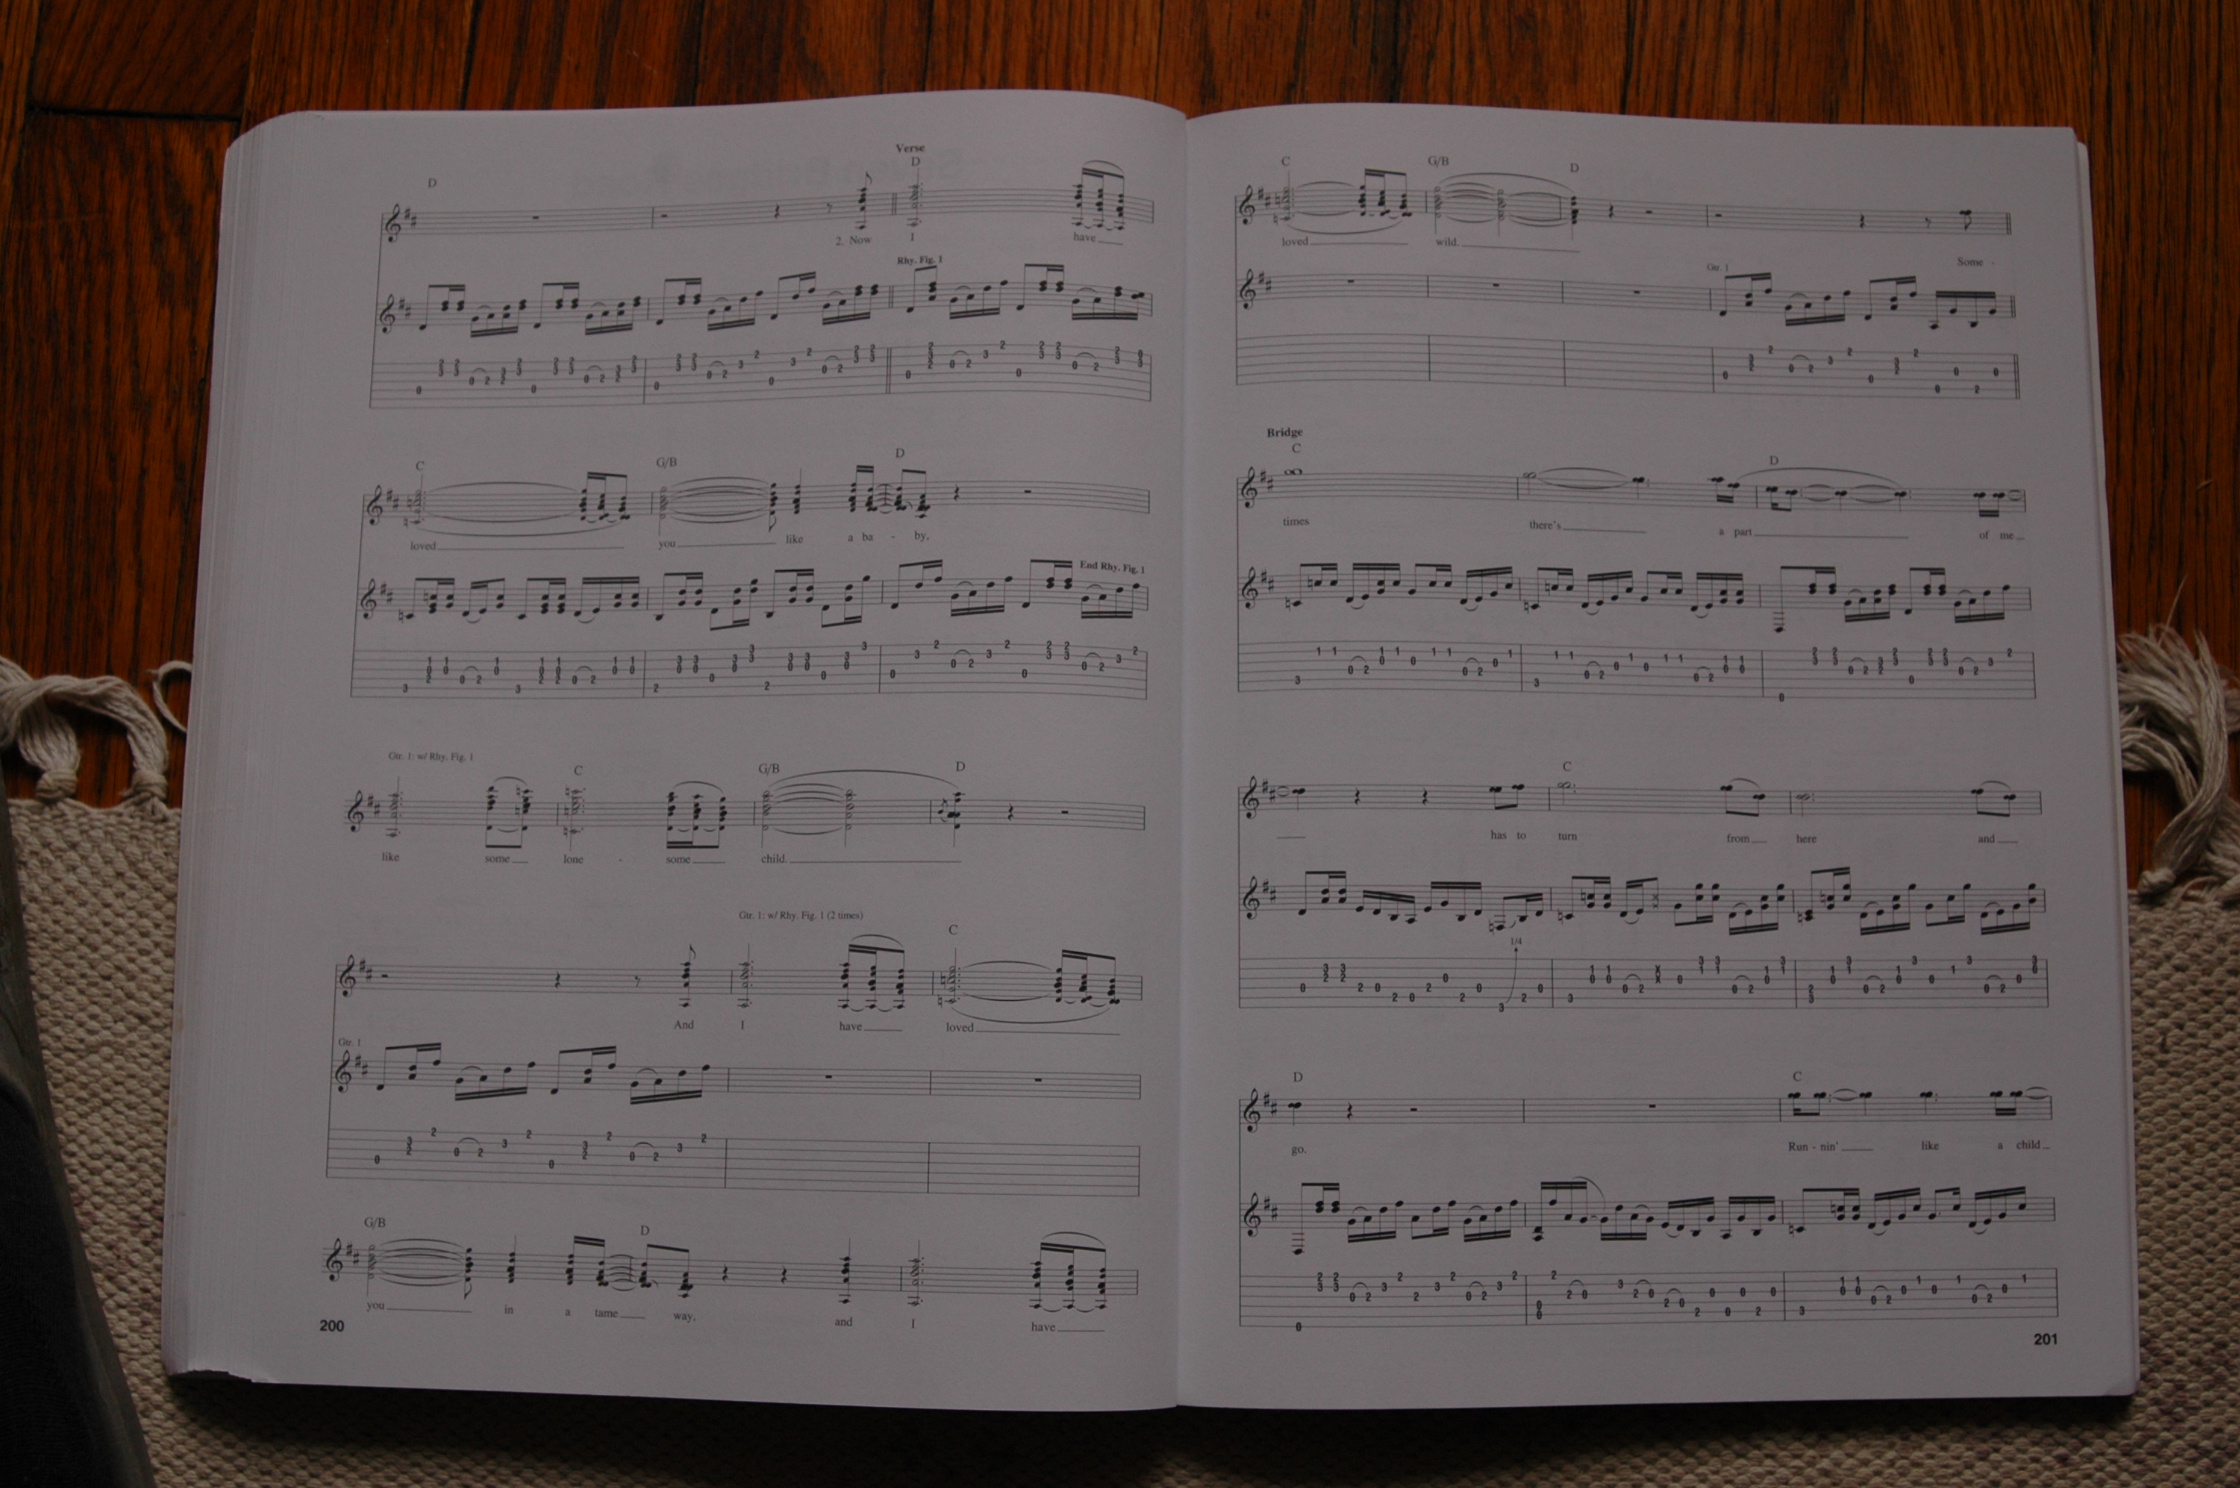 D
Verse
D
2. Now I have
Rhy. Fig. 1
C G/B D
loved you like a ba - by,
End Rhy. Fig. 1
Gtr. 1: w/ Rhy. Fig. 1
C G/B D
like some lone - some child
Gtr. 1: w/ Rhy. Fig. 1 (2 times)
C
And I have loved
Gtr. 1
G/B D
you in a tame way, and I have
200
C G/B D
loved wild Some -
Gtr. 1
Bridge
C D
times there's a part of me
C
has to turn from here and
1/4
D C
go. Run - nin' like a child
201